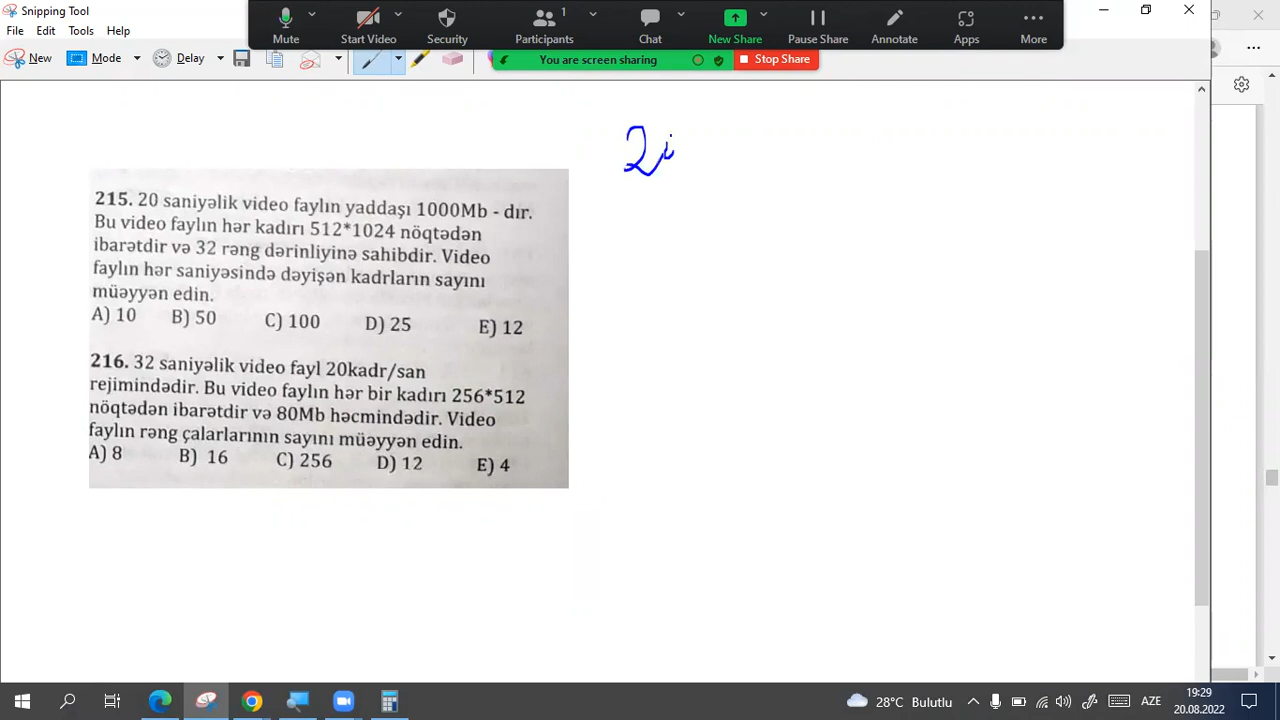 Snipping Tool
Mute
Start Video
Security
1
Participants
Chat
New Share
Pause Share
Annotate
Apps
More
File Edit Tools Help
New Mode Delay
You are screen sharing
Stop Share
2i
215. 20 saniyəlik video faylın yaddaşı 1000Mb - dır.
Bu video faylın hər kadırı 512*1024 nöqtədən
ibarətdir və 32 rəng dərinliyinə sahibdir. Video
faylın hər saniyəsində dəyişən kadrların sayını
müəyyən edin.
A) 10 B) 50 C) 100 D) 25 E) 12
216. 32 saniyəlik video fayl 20kadr/san
rejimindədir. Bu video faylın hər bir kadırı 256*512
nöqtədən ibarətdir və 80Mb həcmindədir. Video
faylın rəng çalarlarının sayını müəyyən edin.
A) 8 B) 16 C) 256 D) 12 E) 4
28°C Bulutlu
AZE
19:29
20.08.2022